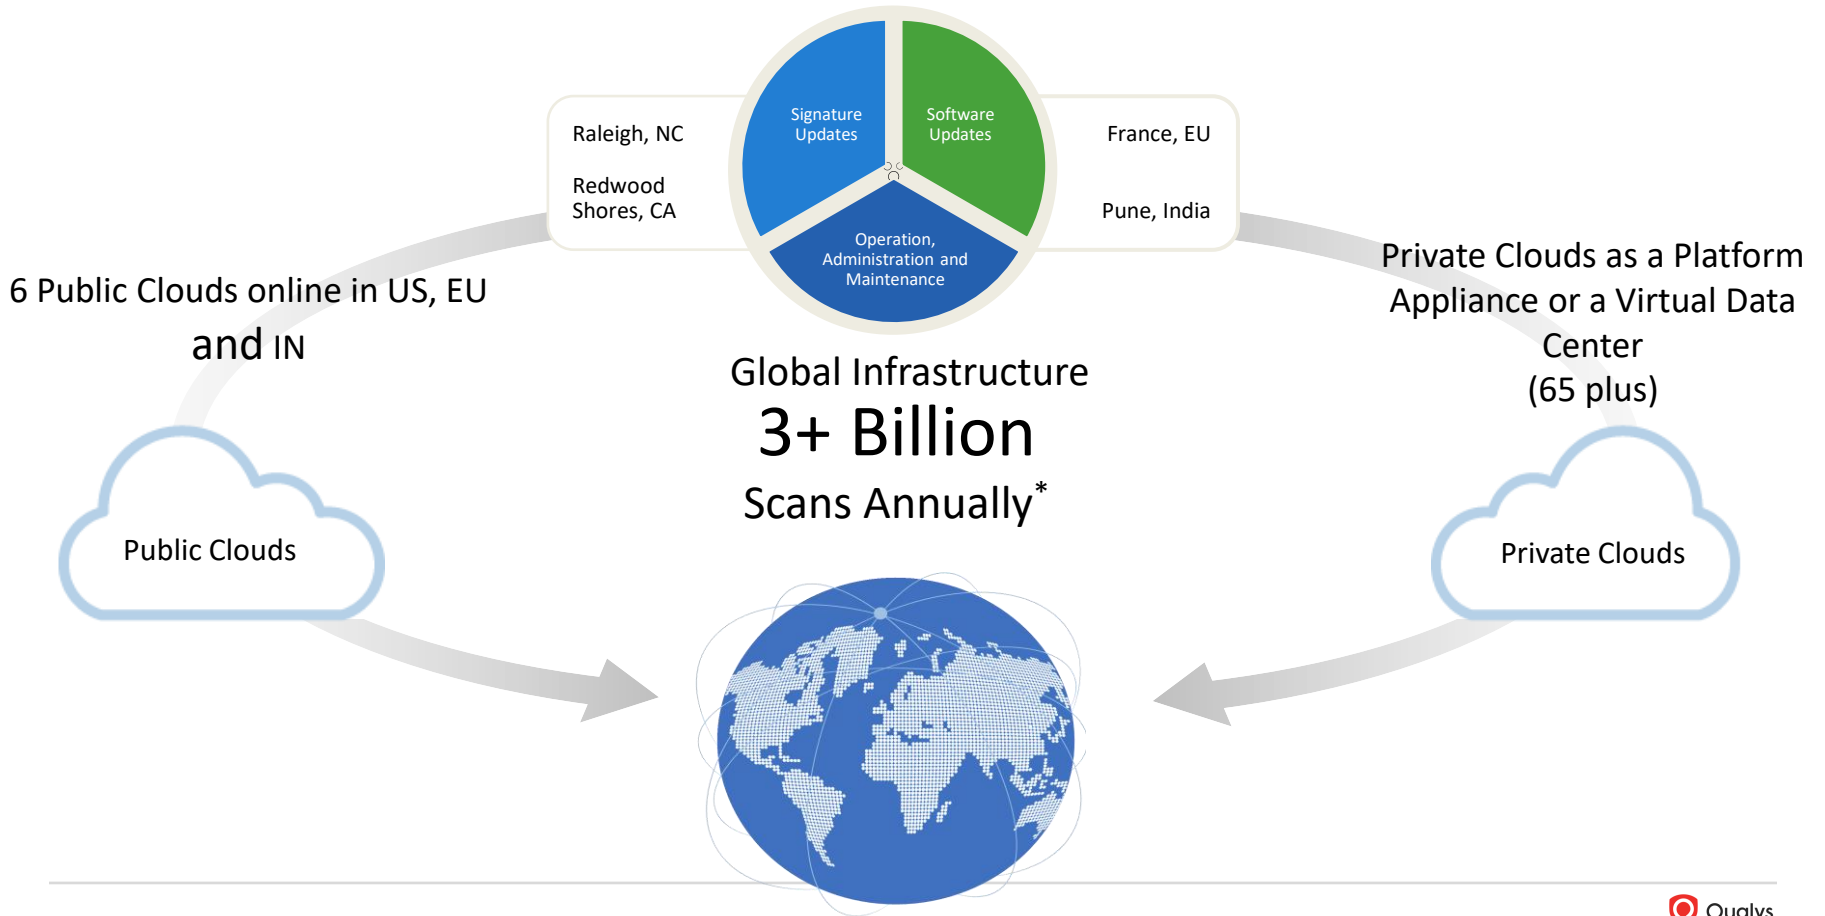 Signature
Updates
Software
Updates
Raleigh, NC
Redwood
Shores, CA
France, EU
Pune, India
Operation,
Administration and
Maintenance
6 Public Clouds online in US, EU
and IN
Private Clouds as a Platform
Appliance or a Virtual Data
Center
(65 plus)
Global Infrastructure
3+ Billion
Scans Annually*
Public Clouds
Private Clouds
Qualys